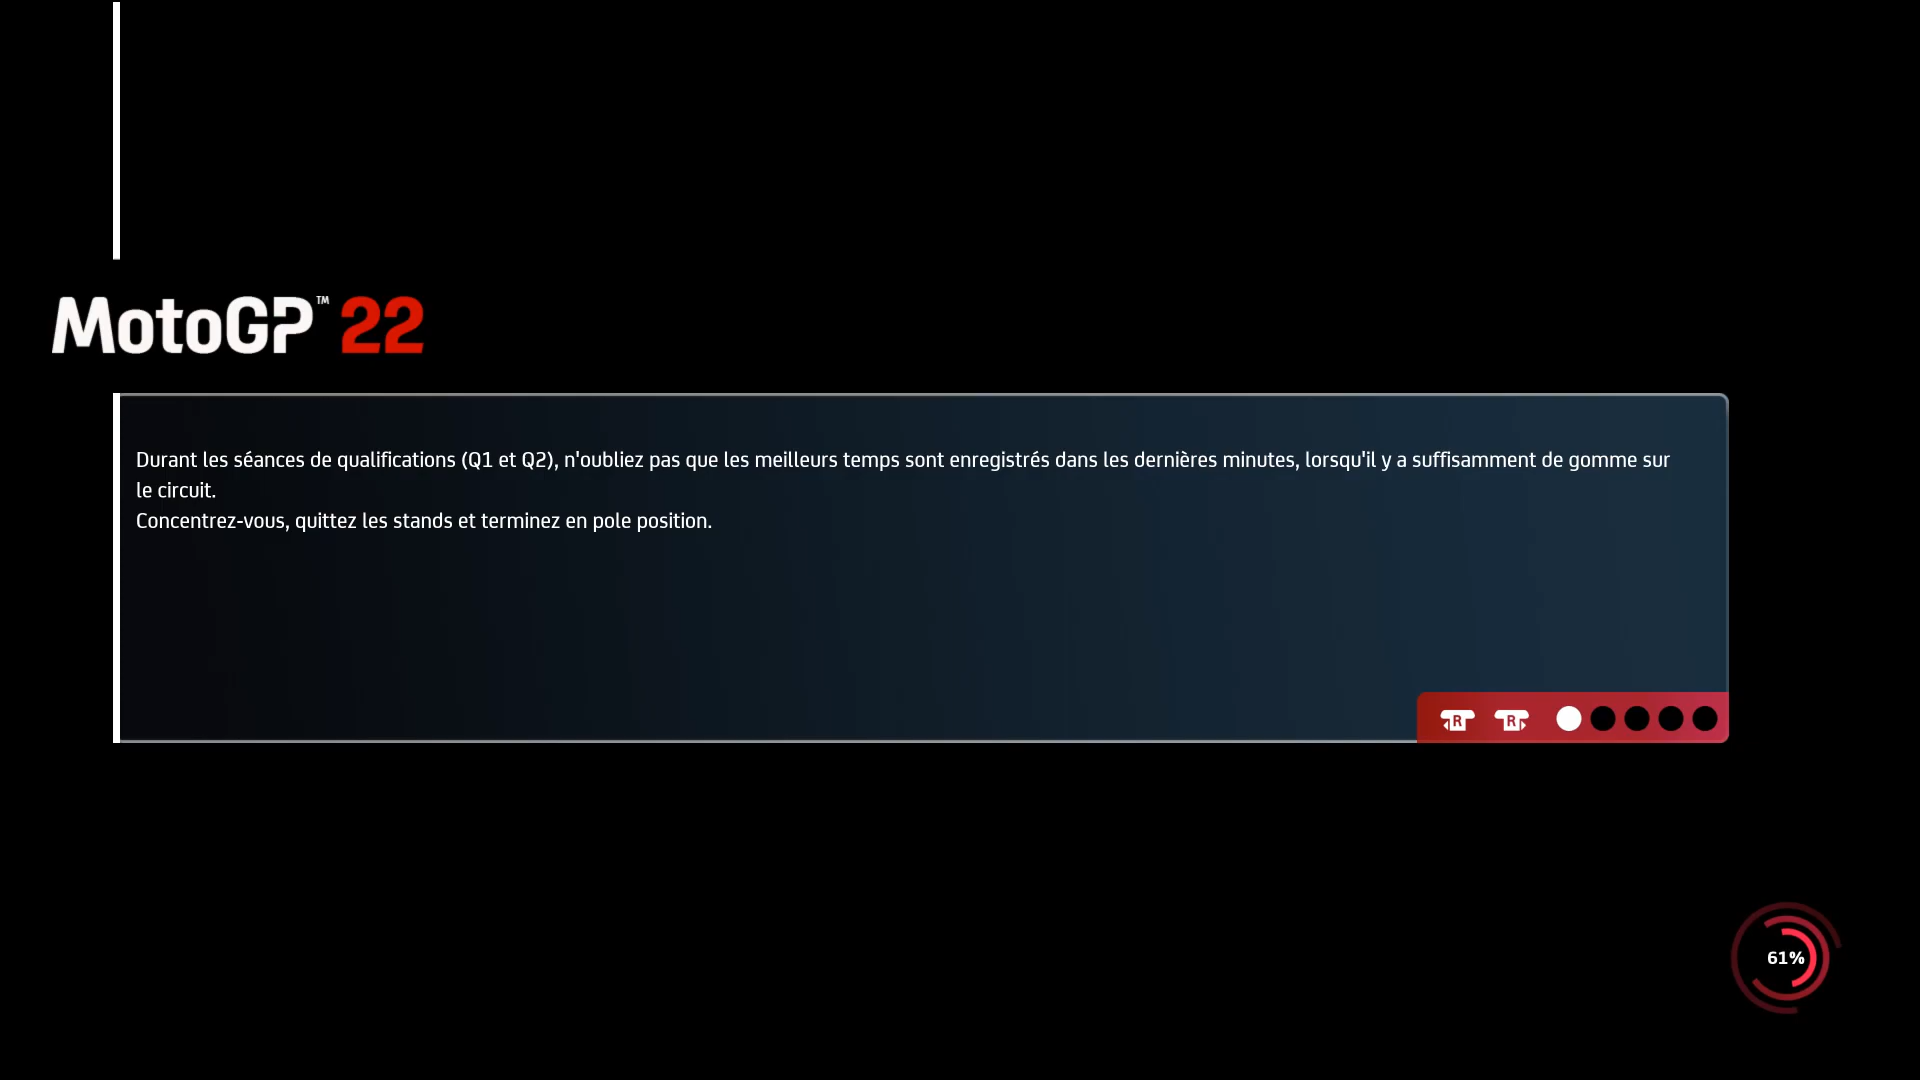 MotoGP™ 22
Durant les séances de qualifications (Q1 et Q2), n'oubliez pas que les meilleurs temps sont enregistrés dans les dernières minutes, lorsqu'il y a suffisamment de gomme sur
le circuit.
Concentrez-vous, quittez les stands et terminez en pole position.
R R
61%